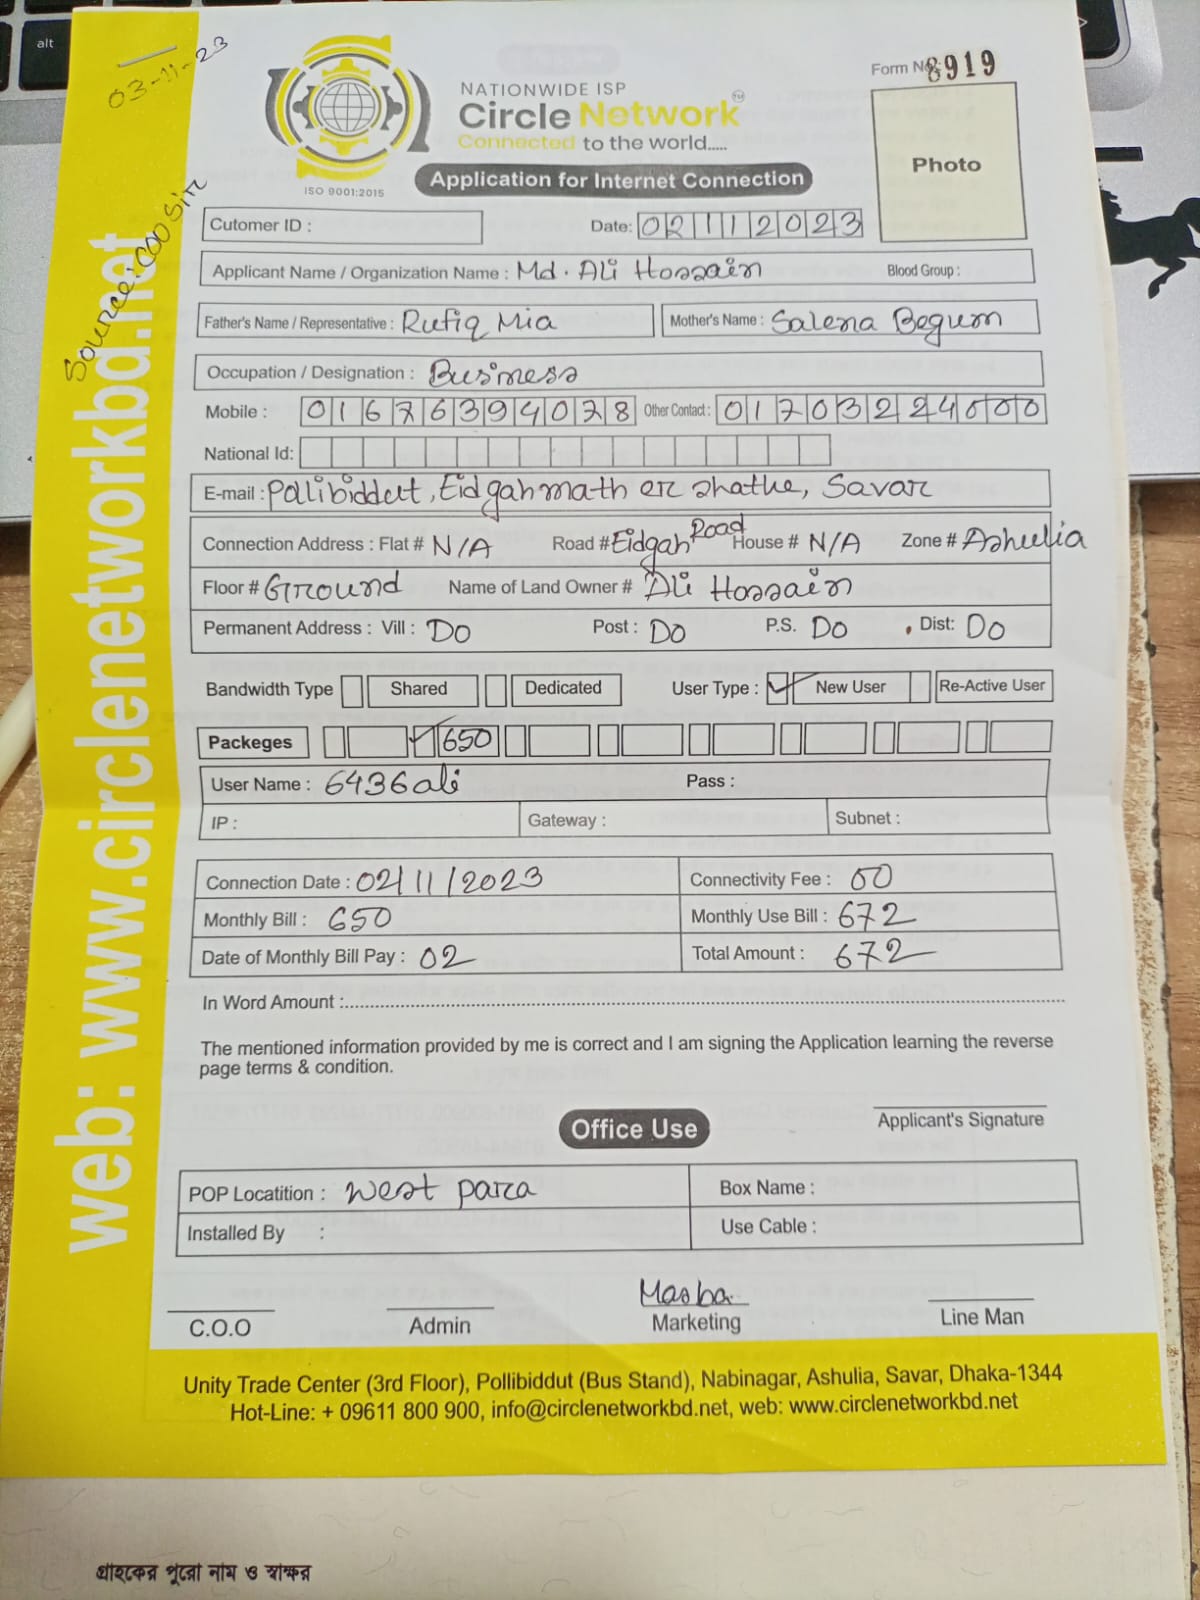 alt
03-11-23
Source: COO Sir
web: www.circlenetworkbd.net
NATIONWIDE ISP
Circle Network TM
Connected to the world.....
ISO 9001:2015
Form No 8919
Photo
Application for Internet Connection
Cutomer ID : Date: 02112023
Applicant Name / Organization Name : Md. Ali Hossain Blood Group :
Father's Name / Representative : Rufiq Mia Mother's Name : Salena Begum
Occupation / Designation : Business
Mobile : 01676394078 Other Contact : 01703224000
National Id:
E-mail : Pollibiddut, Eidgah math er shathe, Savar
Connection Address : Flat # N/A Road # Eidgah Road House # N/A Zone # Ashulia
Floor # Ground Name of Land Owner # Ali Hossain
Permanent Address : Vill : Do Post : Do P.S. Do Dist: Do
Bandwidth Type Shared Dedicated User Type : New User Re-Active User
Packeges 650
User Name : 6436ali Pass :
IP : Gateway : Subnet :
Connection Date : 02/11/2023 Connectivity Fee : 00
Monthly Bill : 650 Monthly Use Bill : 672
Date of Monthly Bill Pay : 02 Total Amount : 672
In Word Amount :
The mentioned information provided by me is correct and I am signing the Application learning the reverse
page terms & condition.
Applicant's Signature
Office Use
POP Locatition : West para Box Name :
Installed By : Use Cable :
Masba
C.O.O Admin Marketing Line Man
Unity Trade Center (3rd Floor), Pollibiddut (Bus Stand), Nabinagar, Ashulia, Savar, Dhaka-1344
Hot-Line: + 09611 800 900, info@circlenetworkbd.net, web: www.circlenetworkbd.net
গ্রাহকের পুরো নাম ও স্বাক্ষর